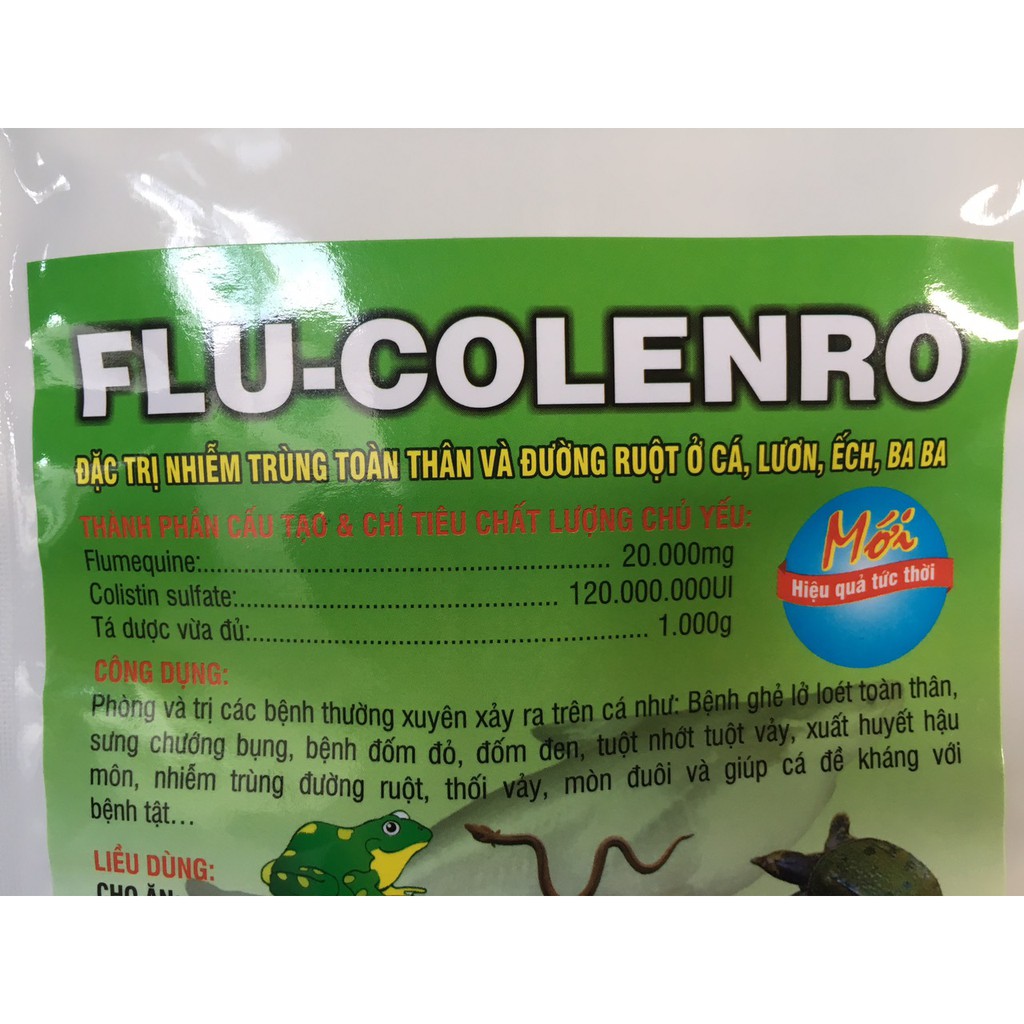 FLU-COLENRO
ĐẶC TRỊ NHIỄM TRÙNG TOÀN THÂN VÀ ĐƯỜNG RUỘT Ở CÁ, LƯƠN, ẾCH, BA BA
THÀNH PHẦN CẤU TẠO & CHỈ TIÊU CHẤT LƯỢNG CHỦ YẾU:
Flumequine:............................................................ 20.000mg
Colistin sulfate:.............................................. 120.000.000UI
Tá dược vừa đủ:.......................................................... 1.000g
Mới
Hiệu quả tức thời
CÔNG DỤNG:
Phòng và trị các bệnh thường xuyên xảy ra trên cá như: Bệnh ghẻ lở loét toàn thân,
sưng chướng bụng, bệnh đốm đỏ, đốm đen, tuột nhớt tuột vảy, xuất huyết hậu
môn, nhiễm trùng đường ruột, thối vảy, mòn đuôi và giúp cá đề kháng với
bệnh tật...
LIỀU DÙNG:
CHO ĂN: